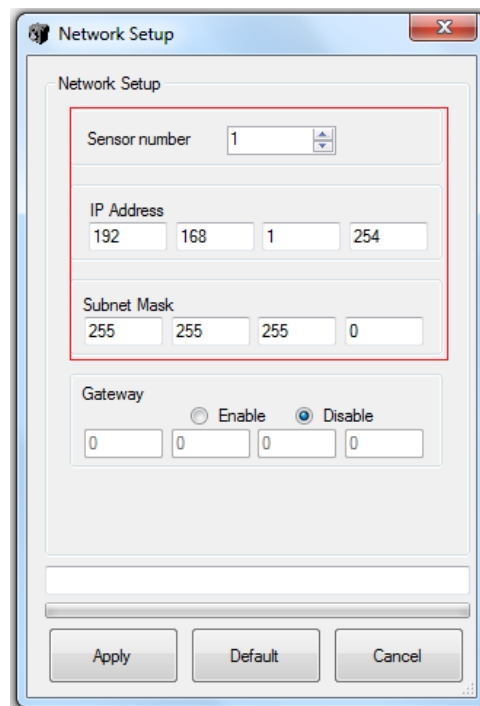 Network Setup
Network Setup
Sensor number 1
IP Address
192 168 1 254
Subnet Mask
255 255 255 0
Gateway
Enable Disable
0 0 0 0
Apply Default Cancel